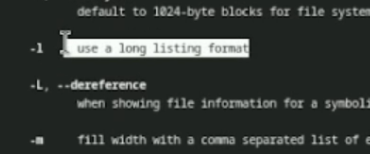 default to 1024-byte blocks for file system
-l use a long listing format
-L, --dereference
when showing file information for a symboli
-m fill width with a comma separated list of e